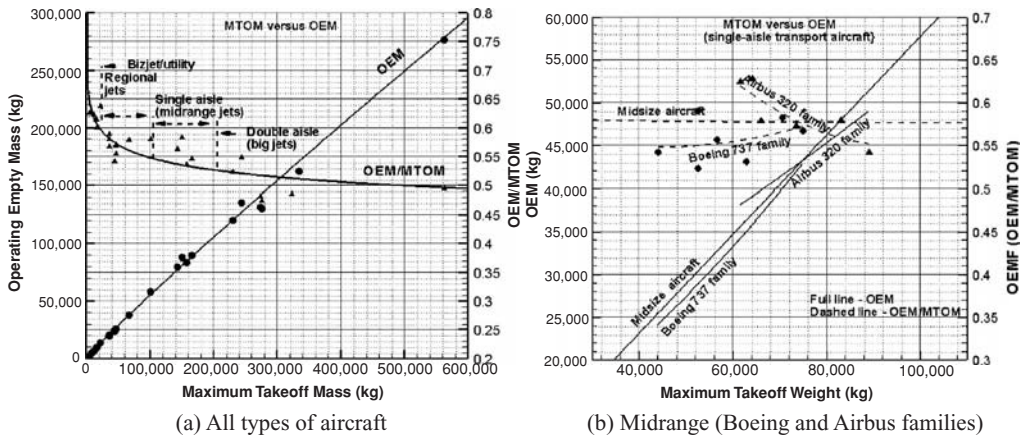 MTOM versus OEM
Bizjet/utility
Regional
jets
Single aisle
(midrange jets)
Double aisle
(big jets)
OEM
OEM/MTOM
Operating Empty Mass (kg)
300,000
250,000
200,000
150,000
100,000
50,000
0
0.8
0.75
0.7
0.65
0.6
0.55
0.5
0.45
0.4
0.35
0.3
0.25
0.2
OEM/MTOM
0
100,000
200,000
300,000
400,000
500,000
600,000
Maximum Takeoff Mass (kg)
(a) All types of aircraft
MTOM versus OEM
(single-aisle transport aircraft)
Midsize aircraft
Airbus 320 family
Boeing 737 family
Airbus 320 family
Midsize aircraft
Boeing 737 family
Full line - OEM
Dashed line - OEM/MTOM
OEM (kg)
60,000
50,000
46,000
40,000
36,000
30,000
26,000
24,000
20,000
0.7
0.65
0.6
0.55
0.5
0.48
0.4
0.35
0.3
OEMF (OEM/MTOM)
40,000
60,000
80,000
100,000
Maximum Takeoff Weight (kg)
(b) Midrange (Boeing and Airbus families)